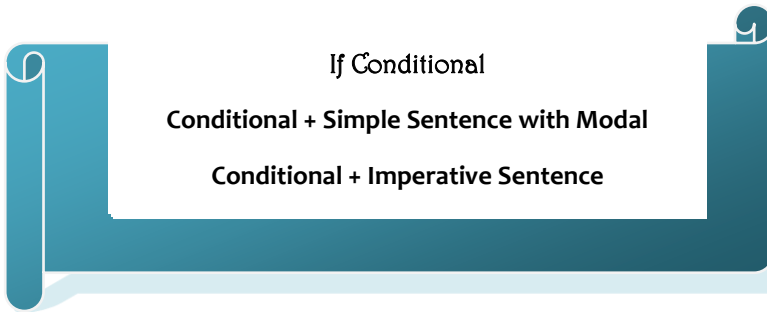 If Conditional
Conditional + Simple Sentence with Modal
Conditional + Imperative Sentence